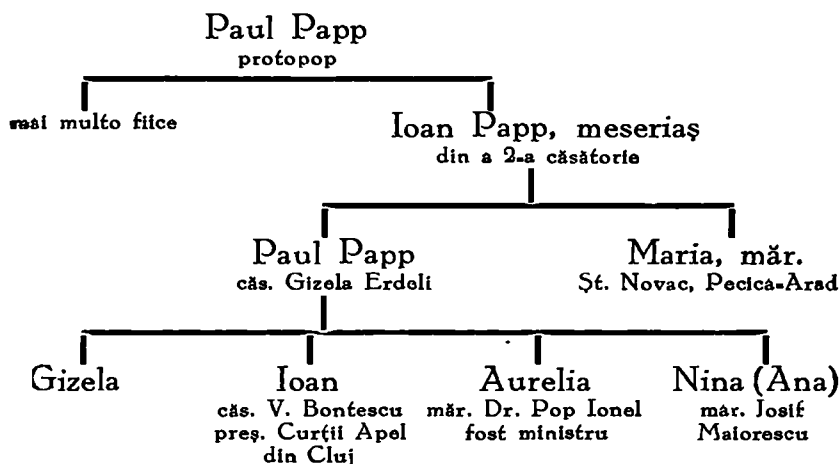 Paul Papp
protopop
mai multo fiice
Ioan Papp, meseriaş
din a 2-a căsătorie
Paul Papp
căs. Gizela Erdeli
Maria, măr.
Şt. Novac, Pecica-Arad
Gizela
Ioan
căs. V. Bontescu
preş. Curţii Apel
din Cluj
Aurelia
măr. Dr. Pop Ionel
fost ministru
Nina (Ana)
măr. Iosif
Maiorescu